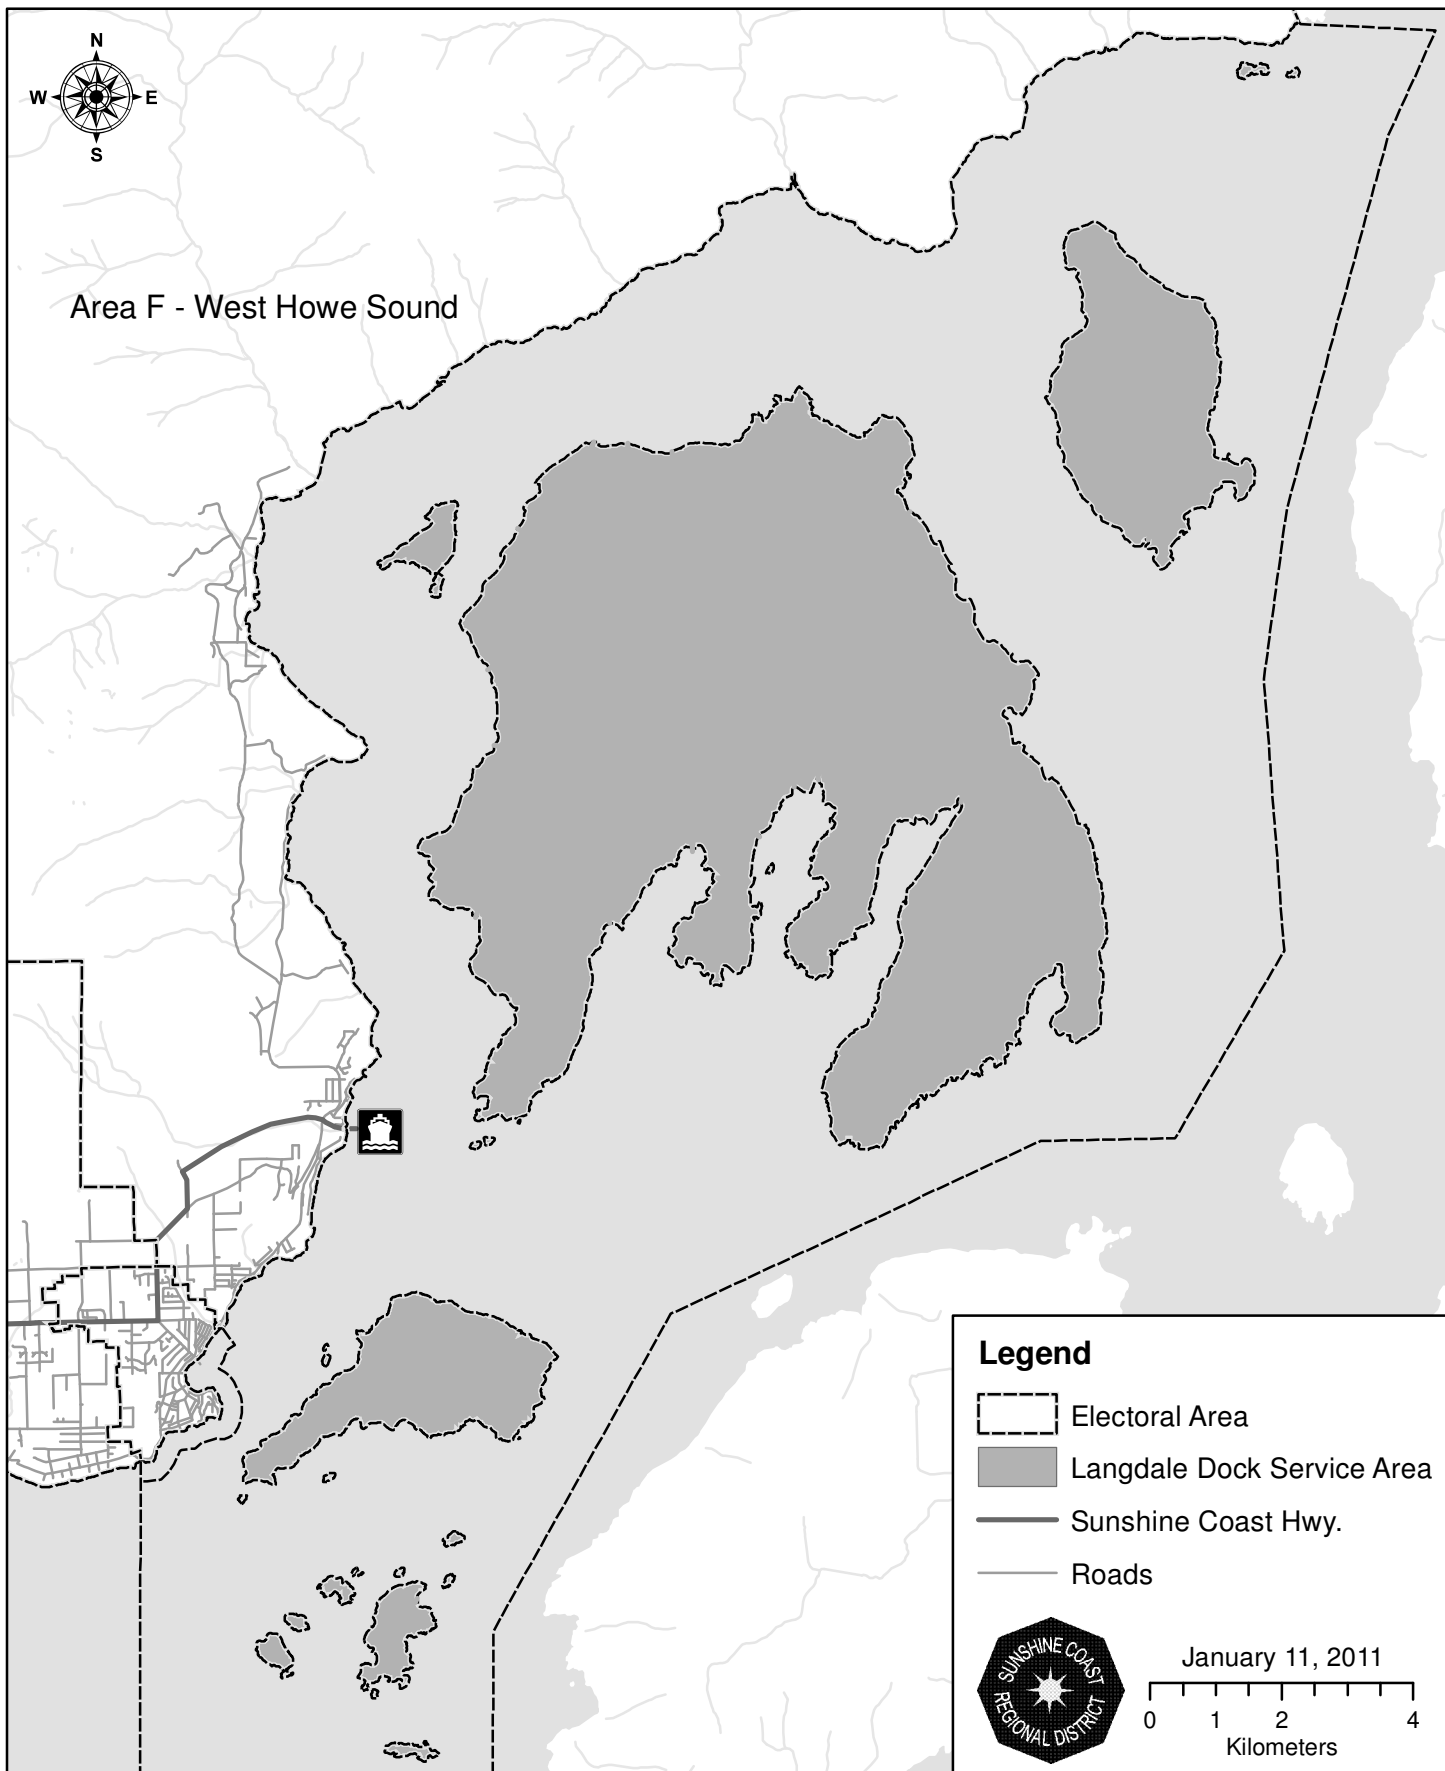 N
W E
S
Area F - West Howe Sound
Legend
Electoral Area
Langdale Dock Service Area
Sunshine Coast Hwy.
Roads
SUNSHINE COAST
REGIONAL DISTRICT
January 11, 2011
0 1 2 4
Kilometers